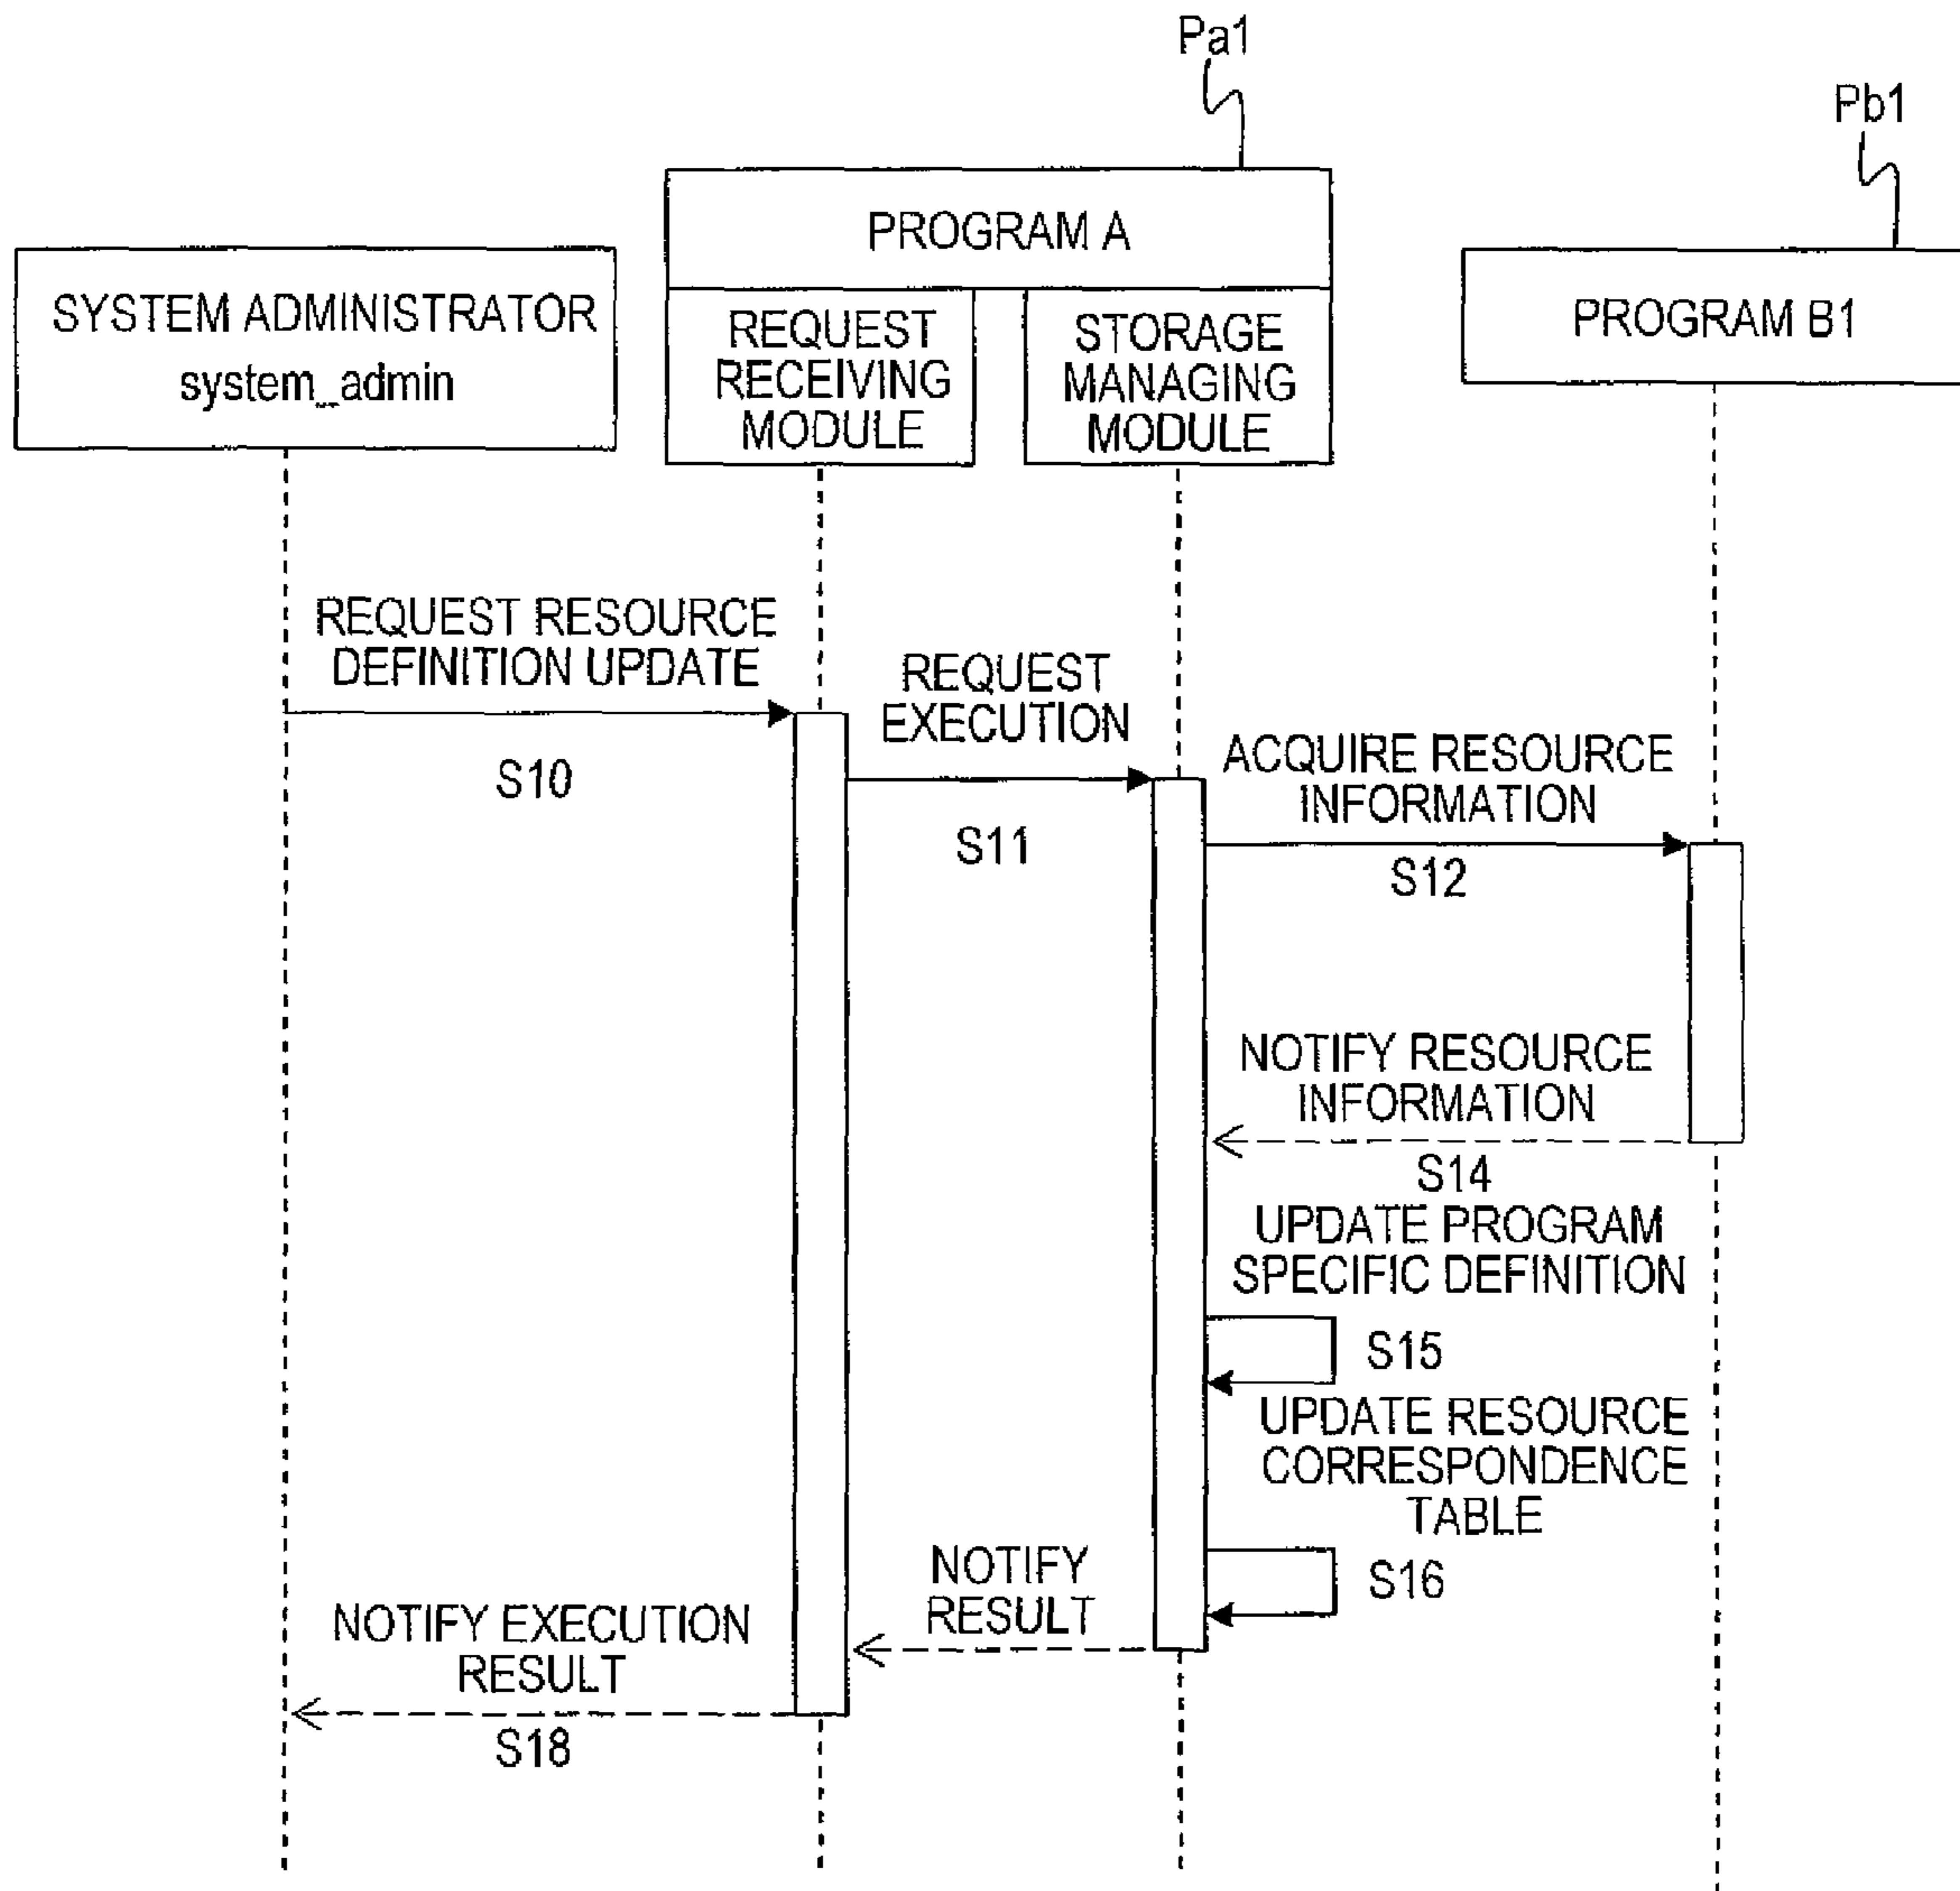 Pa1
Pb1
PROGRAM A
SYSTEM ADMINISTRATOR
system_admin
REQUEST
RECEIVING
MODULE
STORAGE
MANAGING
MODULE
PROGRAM B1
REQUEST RESOURCE
DEFINITION UPDATE
S10
REQUEST
EXECUTION
S11
ACQUIRE RESOURCE
INFORMATION
S12
NOTIFY RESOURCE
INFORMATION
S14
UPDATE PROGRAM
SPECIFIC DEFINITION
S15
UPDATE RESOURCE
CORRESPONDENCE
TABLE
S16
NOTIFY
RESULT
NOTIFY EXECUTION
RESULT
S18